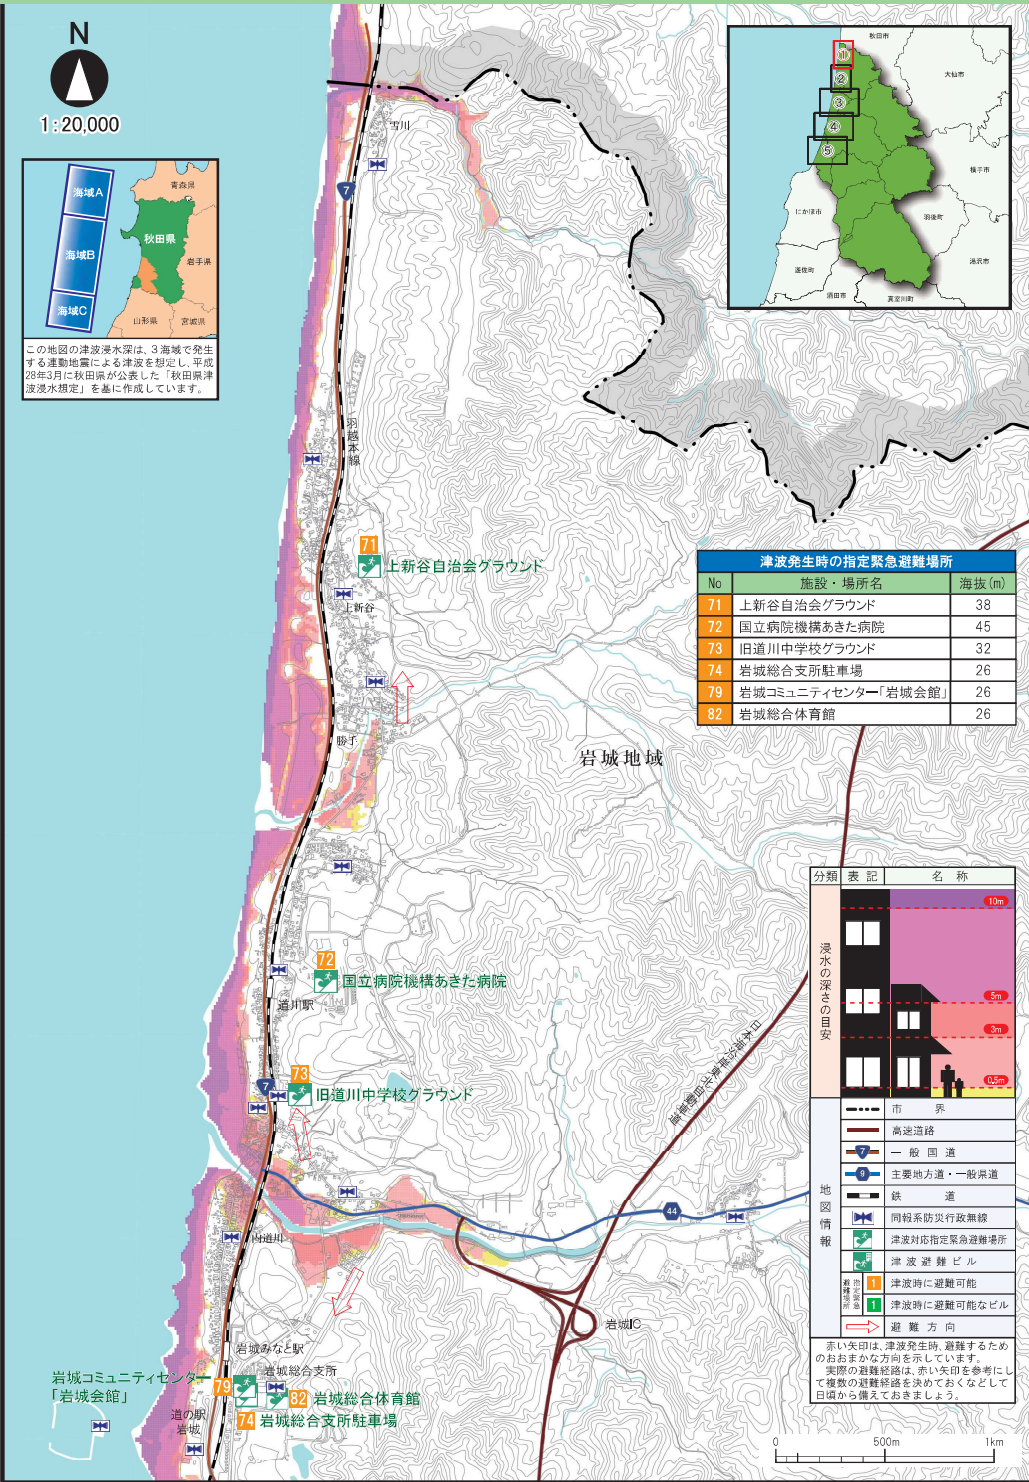 N
1:20,000
海域A
海域B
海域C
青森県
秋田県
岩手県
山形県
宮城県
この地図の津波浸水深は、3海域で発生
する連動地震による津波を想定し、平成
28年3月に秋田県が公表した「秋田県津
波浸水想定」を基に作成しています。
秋田市
大仙市
横手市
羽後町
湯沢市
にかほ市
遊佐町
酒田市
真室川町
①
②
③
④
⑤
雪川
7
羽越本線
71
上新谷自治会グラウンド
上新谷
勝手
岩城地域
津波発生時の指定緊急避難場所
No 施設・場所名 海抜(m)
71 上新谷自治会グラウンド 38
72 国立病院機構あきた病院 45
73 旧道川中学校グラウンド 32
74 岩城総合支所駐車場 26
79 岩城コミュニティセンター「岩城会館」 26
82 岩城総合体育館 26
72
国立病院機構あきた病院
道川駅
73
7
旧道川中学校グラウンド
日本海沿岸東北自動車道
44
内道川
岩城IC
岩城みなと駅
岩城総合支所
岩城コミュニティセンター
「岩城会館」
79
82 岩城総合体育館
74 岩城総合支所駐車場
道の駅
岩城
分類 表記 名称
浸水の深さの目安
10m
5m
3m
0.5m
地図情報
市界
高速道路
7 一般国道
9 主要地方道・一般県道
鉄道
同報系防災行政無線
津波対応指定緊急避難場所
津波避難ビル
指定緊急
避難場所
1 津波時に避難可能
1 津波時に避難可能なビル
避難方向
赤い矢印は、津波発生時、避難するため
のおおまかな方向を示しています。
実際の避難経路は、赤い矢印を参考にし
て複数の避難経路を決めておくなどして
日頃から備えておきましょう。
0 500m 1km